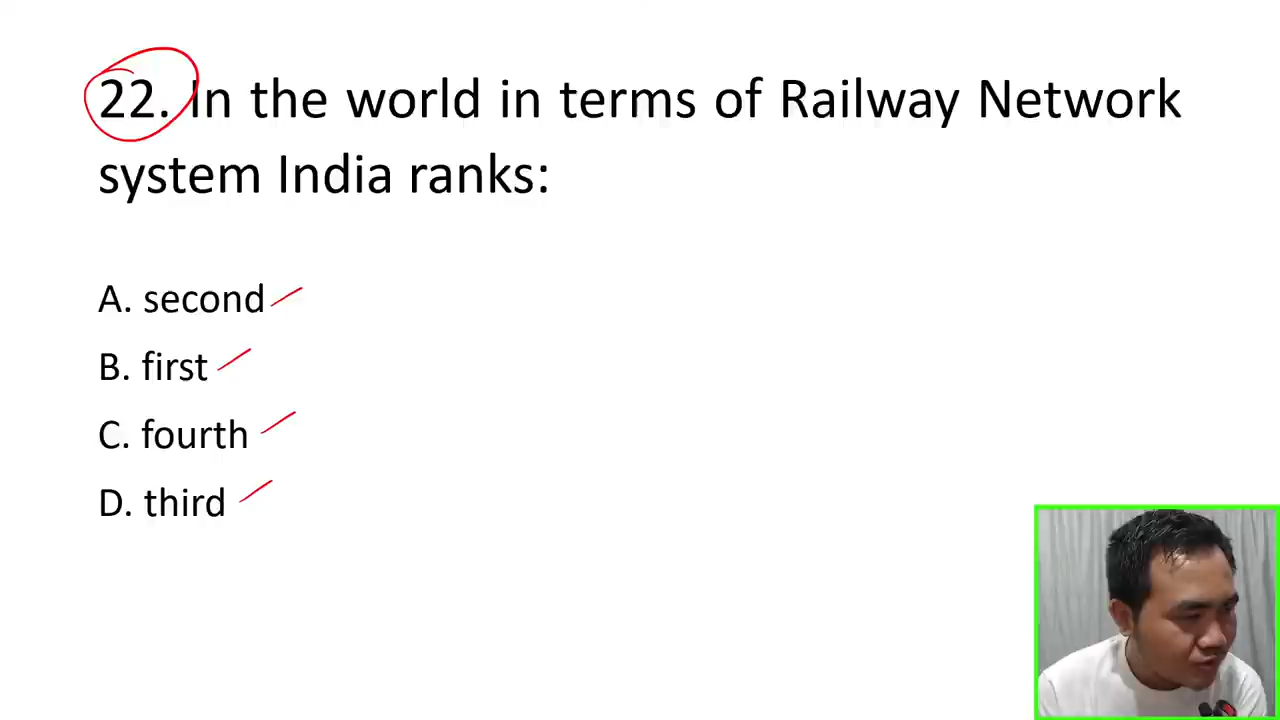 22. In the world in terms of Railway Network
system India ranks:
A. second
B. first
C. fourth
D. third